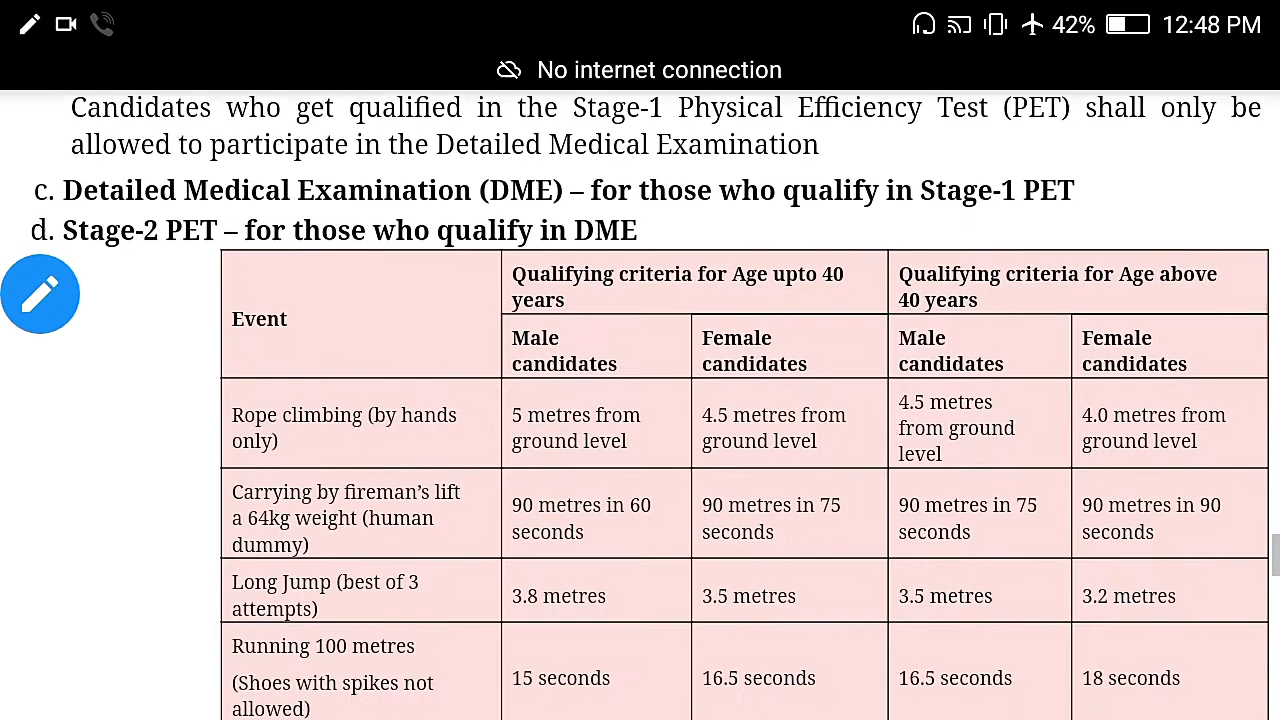 42% 12:48 PM
No internet connection
Candidates who get qualified in the Stage-1 Physical Efficiency Test (PET) shall only be
allowed to participate in the Detailed Medical Examination
c. Detailed Medical Examination (DME) – for those who qualify in Stage-1 PET
d. Stage-2 PET – for those who qualify in DME
Event
Qualifying criteria for Age upto 40
years
Qualifying criteria for Age above
40 years
Male
candidates
Female
candidates
Male
candidates
Female
candidates
Rope climbing (by hands
only)
5 metres from
ground level
4.5 metres from
ground level
4.5 metres
from ground
level
4.0 metres from
ground level
Carrying by fireman’s lift
a 64kg weight (human
dummy)
90 metres in 60
seconds
90 metres in 75
seconds
90 metres in 75
seconds
90 metres in 90
seconds
Long Jump (best of 3
attempts)
3.8 metres
3.5 metres
3.5 metres
3.2 metres
Running 100 metres
(Shoes with spikes not
allowed)
15 seconds
16.5 seconds
16.5 seconds
18 seconds